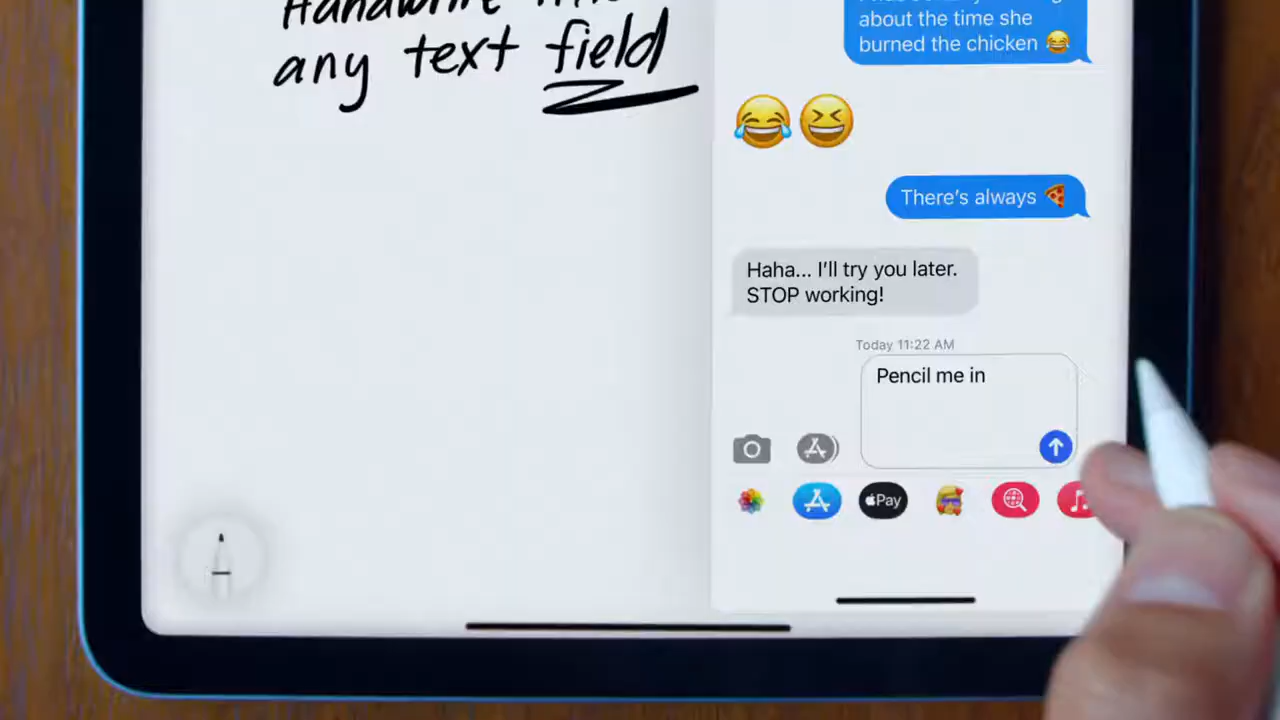 Handwrite
any text field
about the time she
burned the chicken 😂
😂😆
There's always 🍕
Haha... I'll try you later.
STOP working!
Today 11:22 AM
Pencil me in
Pay